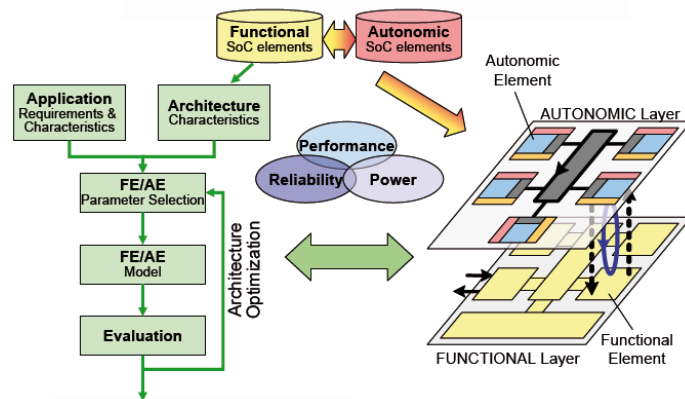 Functional
SoC elements
Autonomic
SoC elements
Application
Requirements &
Characteristics
Architecture
Characteristics
Autonomic
Element
AUTONOMIC Layer
Performance
Reliability
Power
FE/AE
Parameter Selection
FE/AE
Model
Evaluation
Architecture
Optimization
Functional
Element
FUNCTIONAL Layer